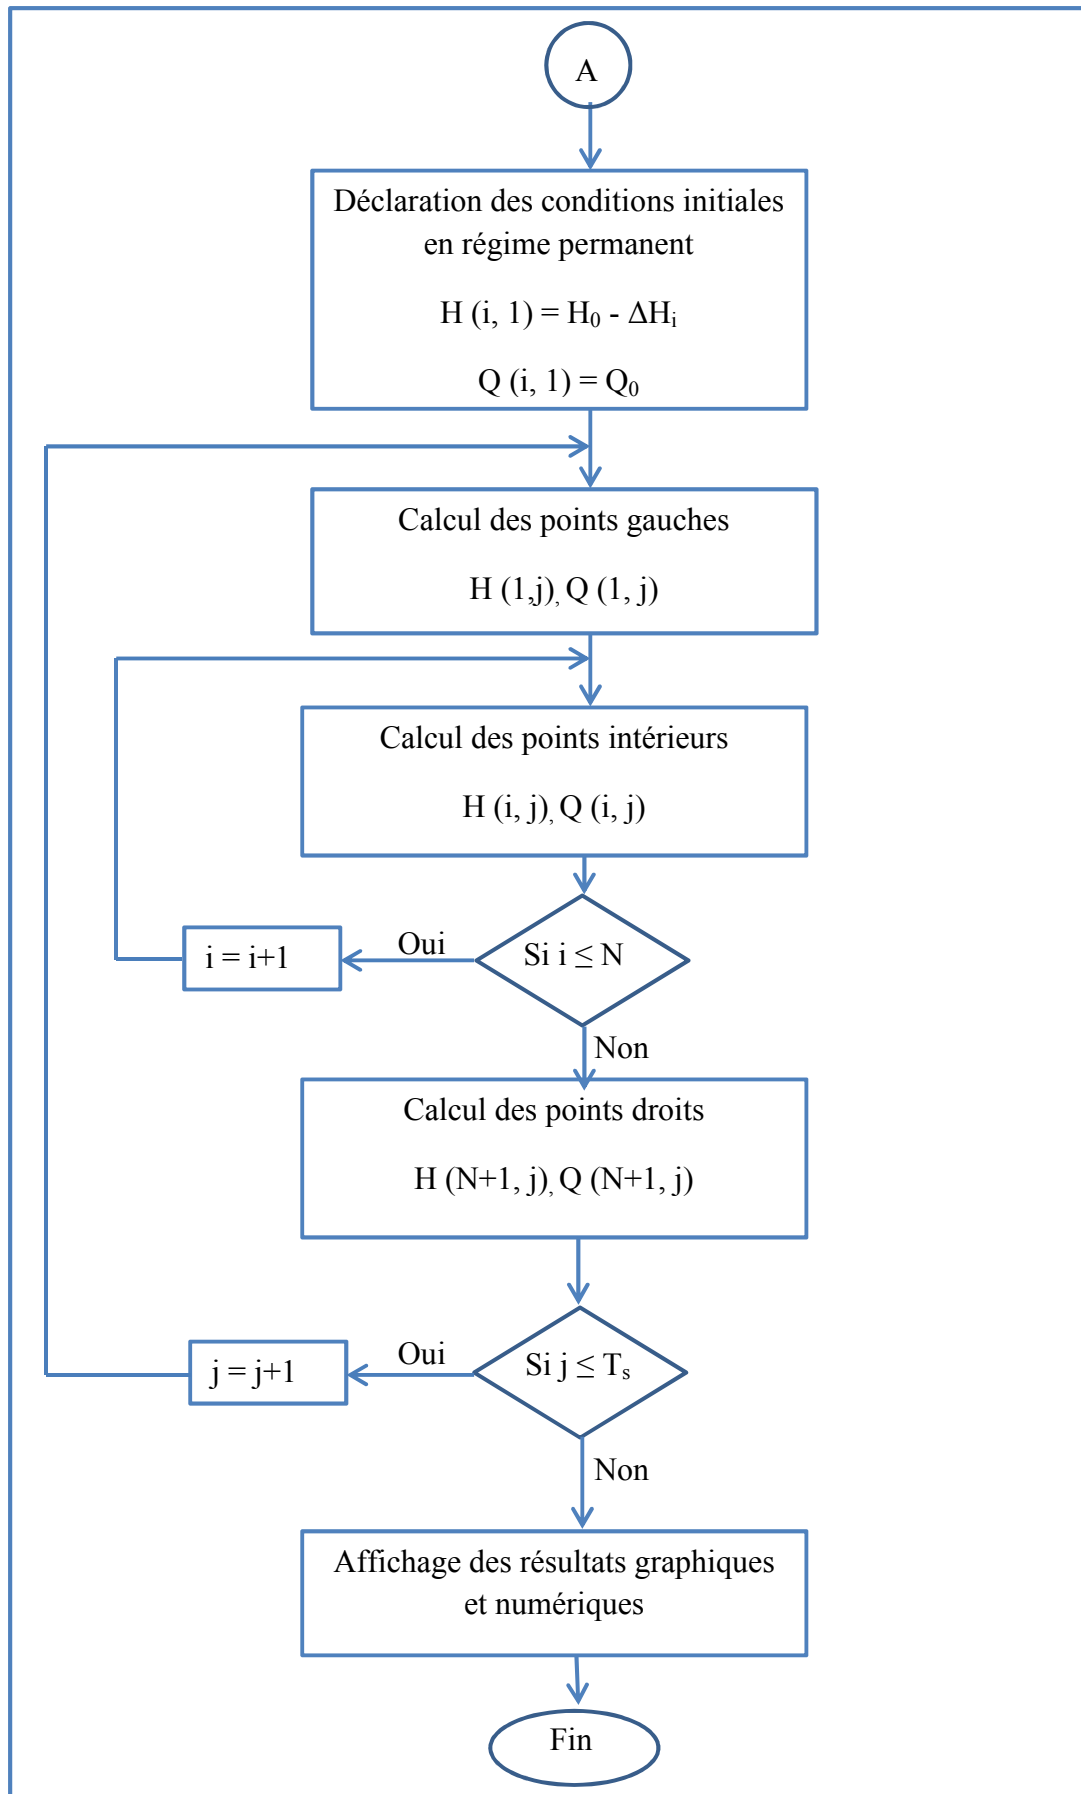 A
Déclaration des conditions initiales
en régime permanent
H (i, 1) = H₀ - ΔHᵢ
Q (i, 1) = Q₀
Calcul des points gauches
H (1,j), Q (1, j)
Calcul des points intérieurs
H (i, j), Q (i, j)
Si i ≤ N
Oui
i = i+1
Non
Calcul des points droits
H (N+1, j), Q (N+1, j)
Si j ≤ Tₛ
Oui
j = j+1
Non
Affichage des résultats graphiques
et numériques
Fin